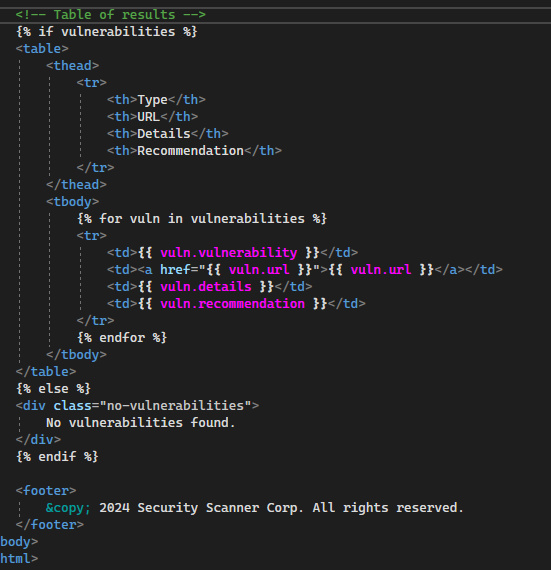 <!-- Table of results -->
{% if vulnerabilities %}
<table>
<thead>
<tr>
<th>Type</th>
<th>URL</th>
<th>Details</th>
<th>Recommendation</th>
</tr>
</thead>
<tbody>
{% for vuln in vulnerabilities %}
<tr>
<td>{{ vuln.vulnerability }}</td>
<td><a href="{{ vuln.url }}">{{ vuln.url }}</a></td>
<td>{{ vuln.details }}</td>
<td>{{ vuln.recommendation }}</td>
</tr>
{% endfor %}
</tbody>
</table>
{% else %}
<div class="no-vulnerabilities">
No vulnerabilities found.
</div>
{% endif %}
<footer>
&copy; 2024 Security Scanner Corp. All rights reserved.
</footer>
body>
html>